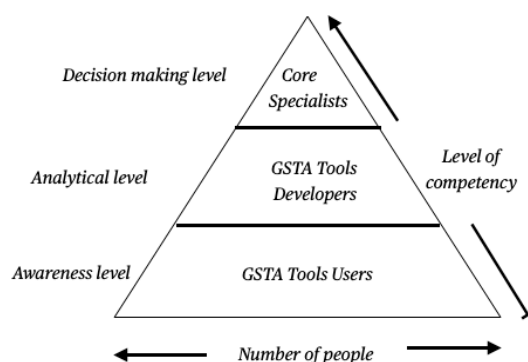 Decision making level
Core
Specialists
Analytical level
GSTA Tools
Developers
Level of
competency
Awareness level
GSTA Tools Users
Number of people